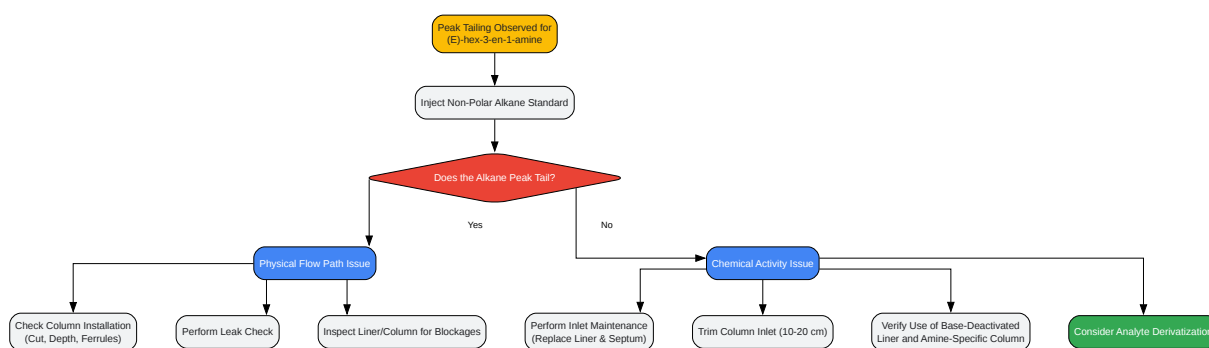 Peak Tailing Observed for
(E)-hex-3-en-1-amine
Inject Non-Polar Alkane Standard
Does the Alkane Peak Tail?
Yes
No
Physical Flow Path Issue
Chemical Activity Issue
Check Column Installation
(Cut, Depth, Ferrules)
Perform Leak Check
Inspect Liner/Column for Blockages
Perform Inlet Maintenance
(Replace Liner & Septum)
Trim Column Inlet (10-20 cm)
Verify Use of Base-Deactivated
Liner and Amine-Specific Column
Consider Analyte Derivatization